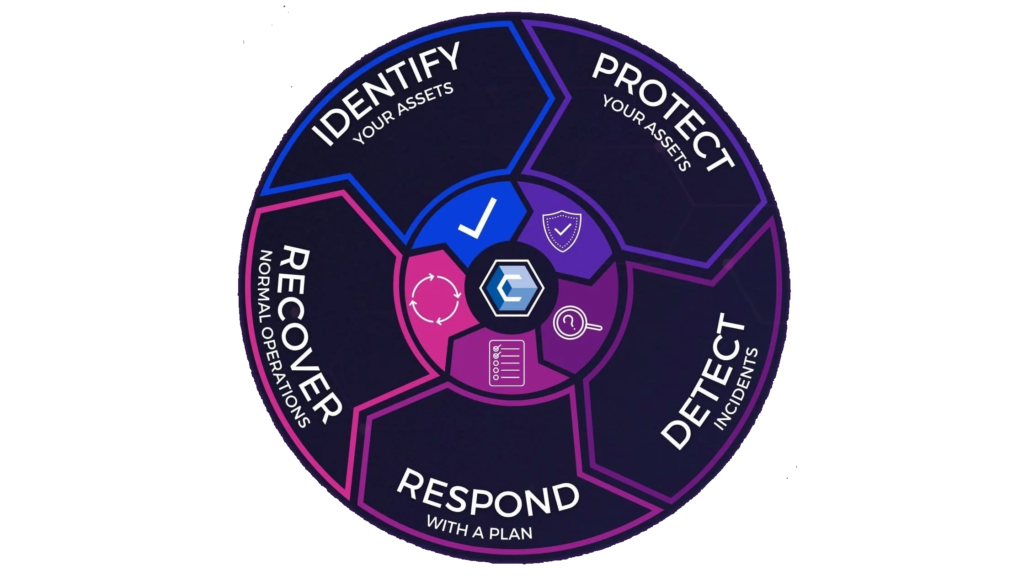 IDENTIFY
YOUR ASSETS
PROTECT
YOUR ASSETS
DETECT
INCIDENTS
RESPOND
WITH A PLAN
RECOVER
NORMAL OPERATIONS
C